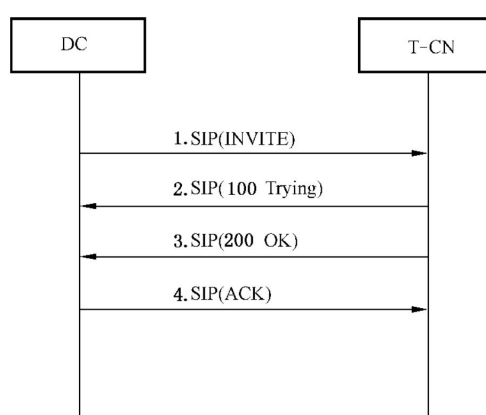 DC
T-CN
1.SIP(INVITE)
2.SIP(100 Trying)
3.SIP(200 OK)
4.SIP(ACK)